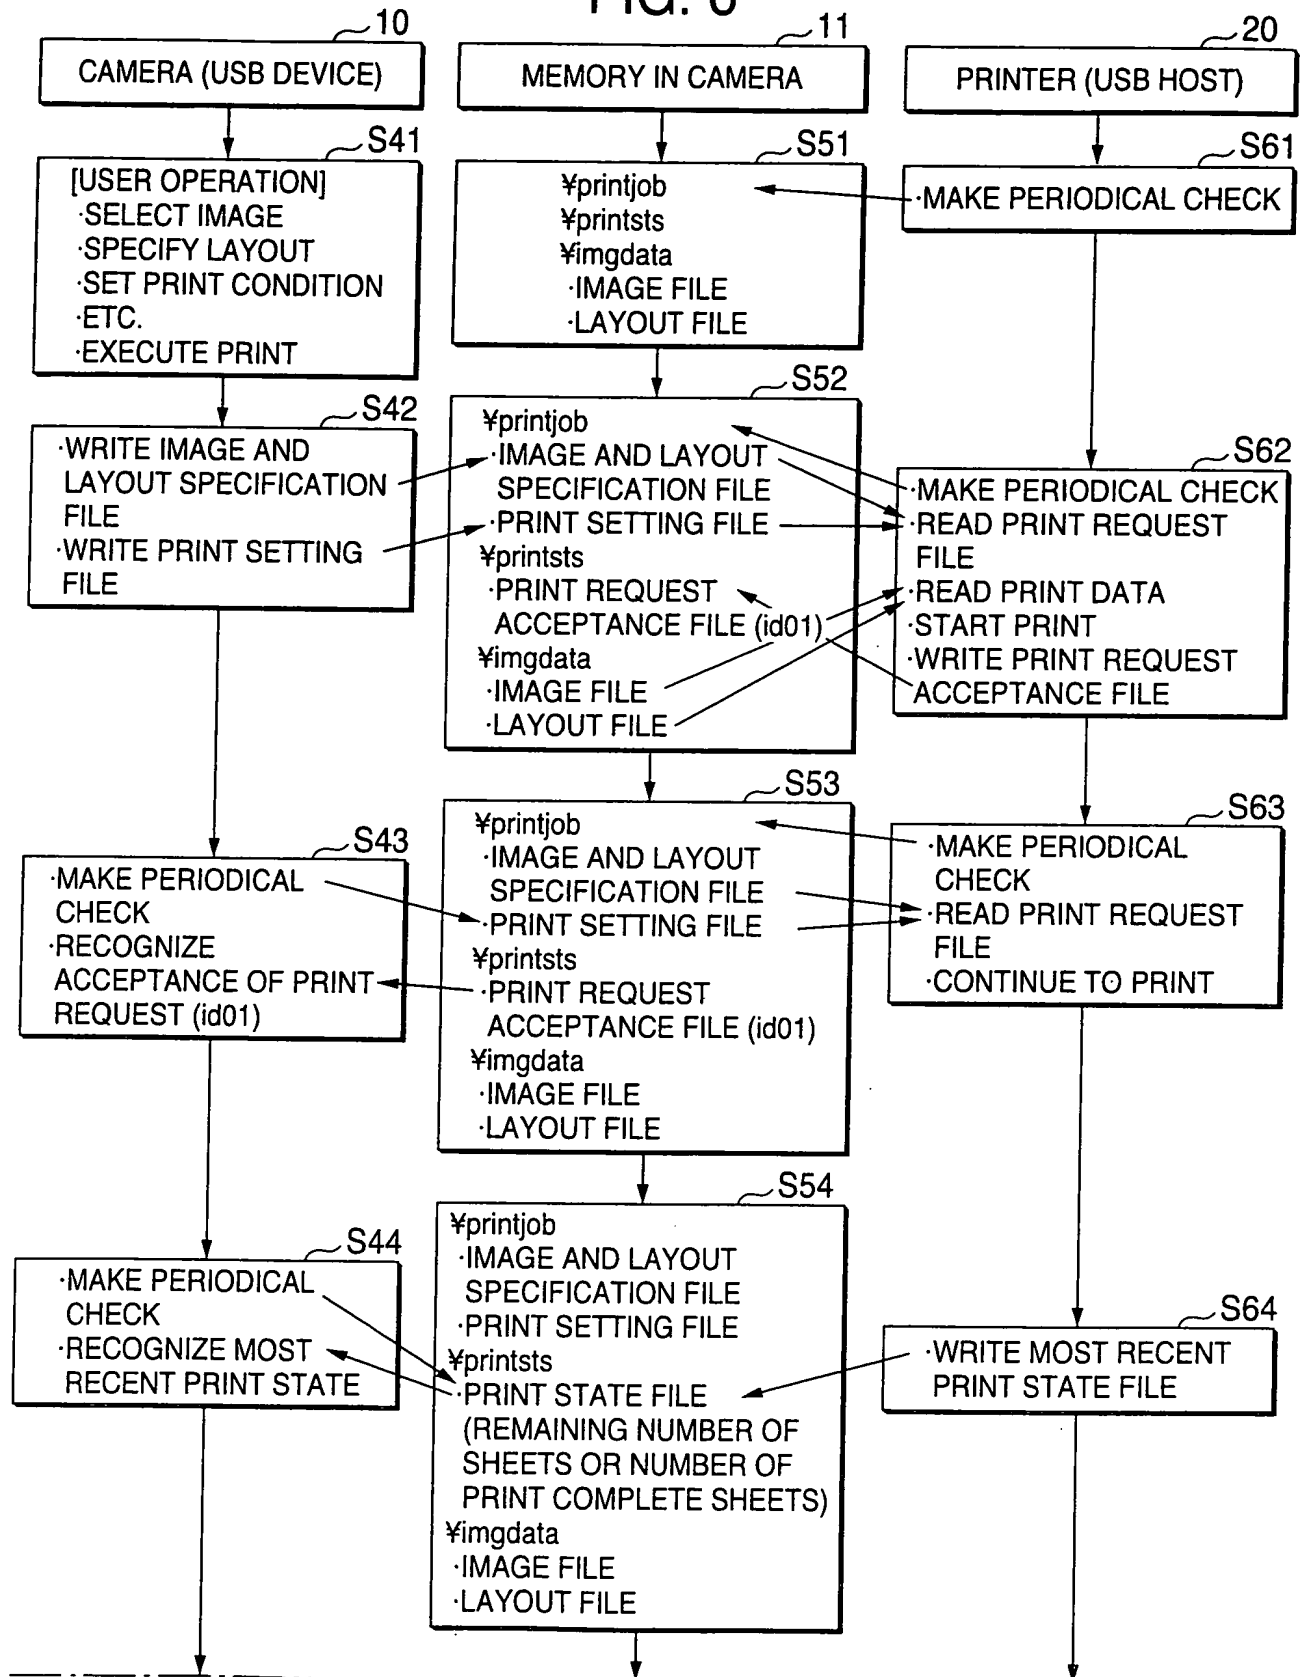 FIG. 6
10
CAMERA (USB DEVICE)
S41
[USER OPERATION]
·SELECT IMAGE
·SPECIFY LAYOUT
·SET PRINT CONDITION
·ETC.
·EXECUTE PRINT
S42
·WRITE IMAGE AND
LAYOUT SPECIFICATION
FILE
·WRITE PRINT SETTING
FILE
S43
·MAKE PERIODICAL
CHECK
·RECOGNIZE
ACCEPTANCE OF PRINT
REQUEST (id01)
S44
·MAKE PERIODICAL
CHECK
·RECOGNIZE MOST
RECENT PRINT STATE
11
MEMORY IN CAMERA
S51
¥printjob
¥printsts
¥imgdata
·IMAGE FILE
·LAYOUT FILE
S52
¥printjob
·IMAGE AND LAYOUT
SPECIFICATION FILE
·PRINT SETTING FILE
¥printsts
·PRINT REQUEST
ACCEPTANCE FILE (id01)
¥imgdata
·IMAGE FILE
·LAYOUT FILE
S53
¥printjob
·IMAGE AND LAYOUT
SPECIFICATION FILE
·PRINT SETTING FILE
¥printsts
·PRINT REQUEST
ACCEPTANCE FILE (id01)
¥imgdata
·IMAGE FILE
·LAYOUT FILE
S54
¥printjob
·IMAGE AND LAYOUT
SPECIFICATION FILE
·PRINT SETTING FILE
¥printsts
·PRINT STATE FILE
(REMAINING NUMBER OF
SHEETS OR NUMBER OF
PRINT COMPLETE SHEETS)
¥imgdata
·IMAGE FILE
·LAYOUT FILE
20
PRINTER (USB HOST)
S61
·MAKE PERIODICAL CHECK
S62
·MAKE PERIODICAL CHECK
·READ PRINT REQUEST
FILE
·READ PRINT DATA
·START PRINT
·WRITE PRINT REQUEST
ACCEPTANCE FILE
S63
·MAKE PERIODICAL
CHECK
·READ PRINT REQUEST
FILE
·CONTINUE TO PRINT
S64
·WRITE MOST RECENT
PRINT STATE FILE